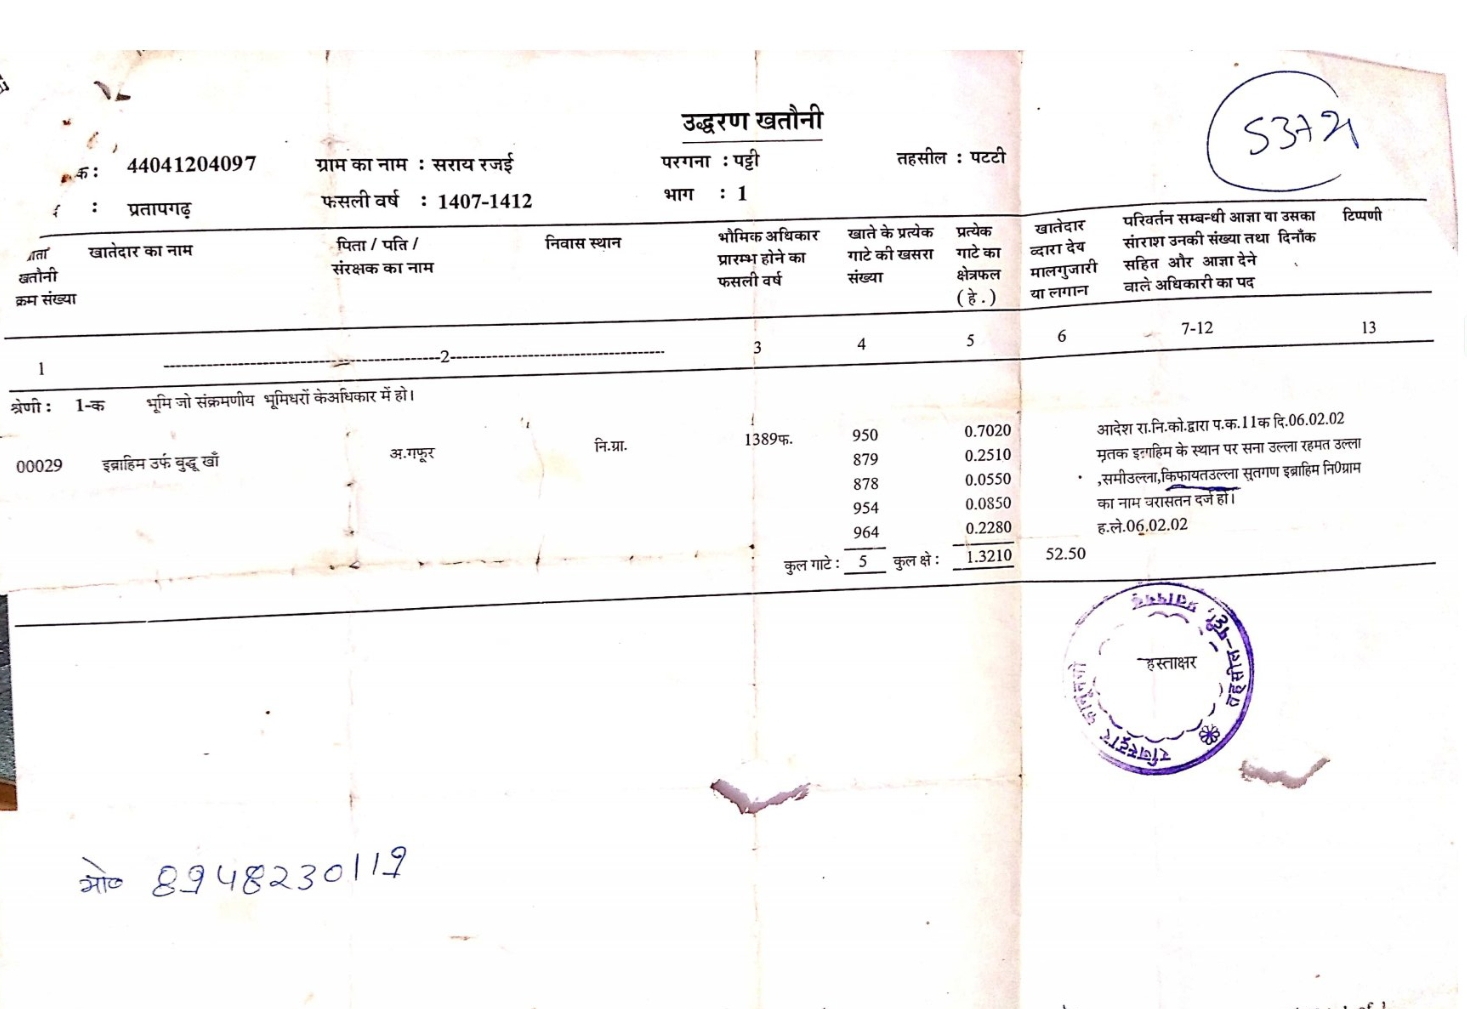 उद्धरण खतौनी
क : 44041204097 ग्राम का नाम : सराय रजई परगना : पट्टी तहसील : पटटी
: प्रतापगढ़ फसली वर्ष : 1407-1412 भाग : 1
खतौनी क्रम संख्या
खातेदार का नाम
पिता / पति /
संरक्षक का नाम
निवास स्थान
भौमिक अधिकार
प्रारम्भ होने का
फसली वर्ष
खाते के प्रत्येक
गाटे की खसरा
संख्या
प्रत्येक
गाटे का
क्षेत्रफल
(हे.)
खातेदार
व्दारा देय
मालगुजारी
या लगान
परिवर्तन सम्बन्धी आज्ञा या उसका
सांराश उनकी संख्या तथा दिनाँक
सहित और आज्ञा देने
वाले अधिकारी का पद
टिप्पणी
1 ---2--- 3 4 5 6 7-12 13
श्रेणी : 1-क भूमि जो संक्रमणीय भूमिधरों केअधिकार में हो।
00029 इब्राहिम उर्फ बुद्धू खाँ अ.गफूर नि.ग्रा. 1389फ.
950 0.7020
879 0.2510
878 0.0550
954 0.0850
964 0.2280
कुल गाटे : 5 कुल क्षे : 1.3210 52.50
आदेश रा.नि.को.द्वारा प.क.11क दि.06.02.02
मृतक इब्राहिम के स्थान पर सना उल्ला रहमत उल्ला
,समीउल्ला,किफायतउल्ला सुतगण इब्राहिम नि0ग्राम
का नाम वरासतन दर्ज हो।
ह.ले.06.02.02
हस्ताक्षर
रजिस्ट्रार कानूनगो तहसील-पट्टी,
मो० 8948230119